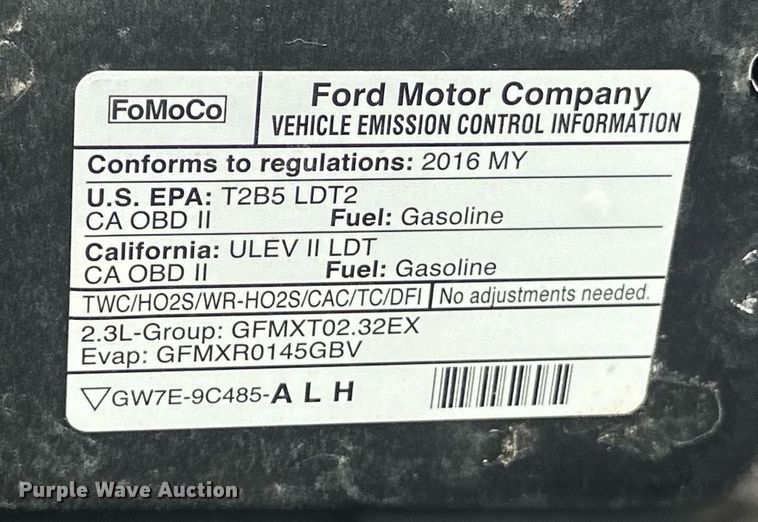 FoMoCo
Ford Motor Company
VEHICLE EMISSION CONTROL INFORMATION
Conforms to regulations: 2016 MY
U.S. EPA: T2B5 LDT2
CA OBD II Fuel: Gasoline
California: ULEV II LDT
CA OBD II Fuel: Gasoline
TWC/HO2S/WR-HO2S/CAC/TC/DFI No adjustments needed.
2.3L-Group: GFMXT02.32EX
Evap: GFMXR0145GBV
▽GW7E-9C485-A L H
Purple Wave Auction